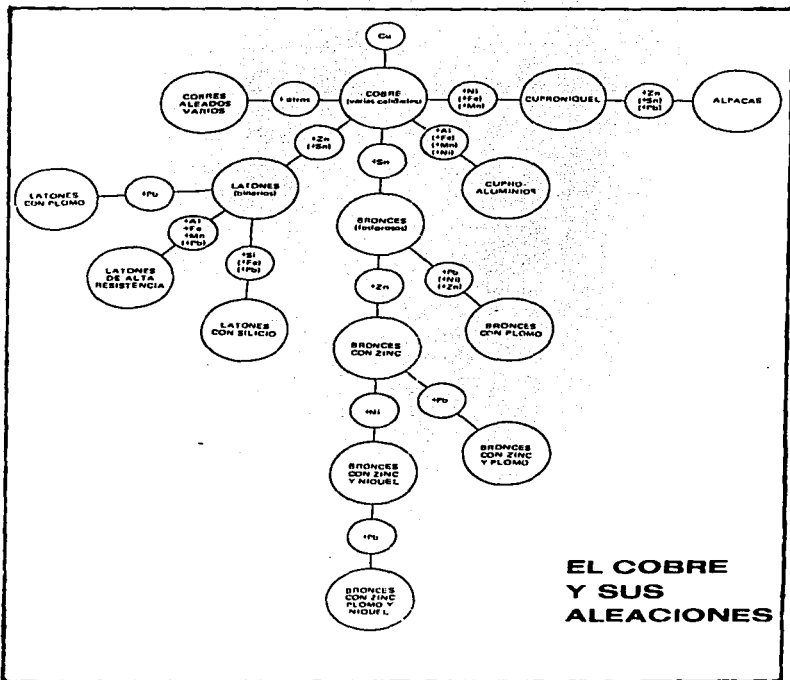 Cu
COBRES
ALEADOS
VARIOS
+otros
COBRE
(varias calidades)
+Ni
(+Fe)
(+Mn)
CUPRONIQUEL
+Zn
(+Sn)
(+Pb)
ALPACAS
+Zn
(+Sn)
+Sn
+Al
(+Fe)
(+Mn)
(+Ni)
CUPRO-
ALUMINIOS
LATONES
CON PLOMO
+Pb
LATONES
(binarios)
BRONCES
(fosforosos)
+Al
+Fe
+Mn
(+Pb)
LATONES
DE ALTA
RESISTENCIA
+Si
(+Fe)
(+Pb)
LATONES
CON SILICIO
+Zn
+Pb
(+Ni)
(+Zn)
BRONCES
CON PLOMO
BRONCES
CON ZINC
+Ni
+Pb
BRONCES
CON ZINC
Y PLOMO
BRONCES
CON ZINC
Y NIQUEL
+Pb
BRONCES
CON ZINC
PLOMO Y
NIQUEL
EL COBRE
Y SUS
ALEACIONES